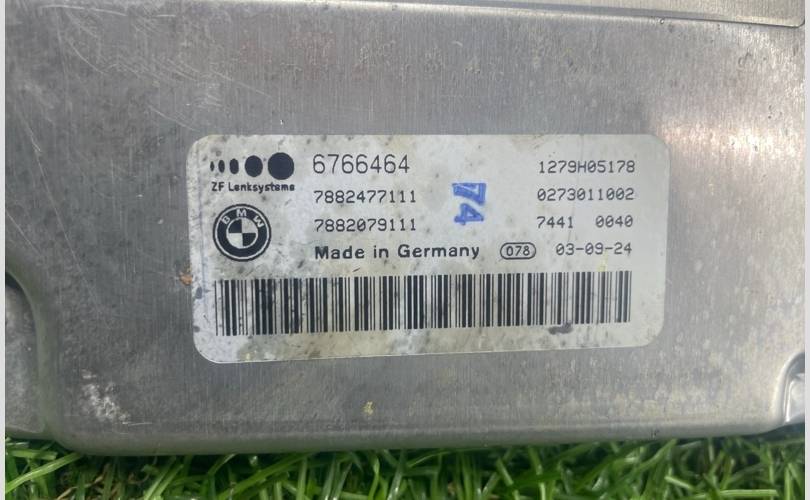 6766464 1279H05178
ZF Lenksysteme
7882477111 74 0273011002
BMW
7882079111 7441 0040
Made in Germany 078 03-09-24